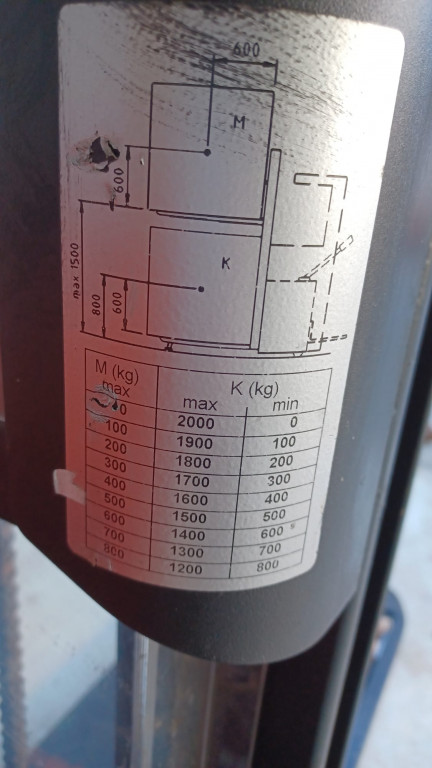 600
M
600
max 1500
K
800
600
M (kg) K (kg)
max max min
0 2000 0
100 1900 100
200 1800 200
300 1700 300
400 1600 400
500 1500 500
600 1400 600
700 1300 700
800 1200 800